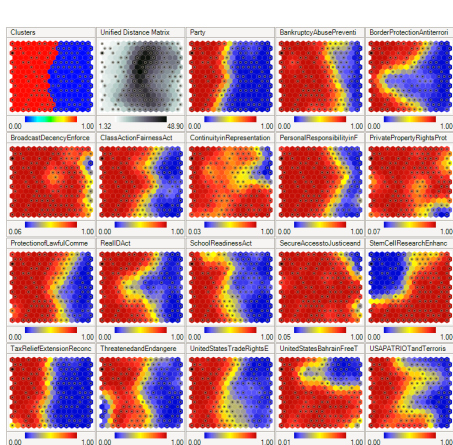 Clusters Unified Distance Matrix Party BankruptcyAbusePreventi BorderProtectionAntiterrori
0.00 1.00 1.32 48.90 0.00 1.00 0.00 1.00 0.00 1.00
BroadcastDecencyEnforce ClassActionFairnessAct ContinuityinRepresentation PersonalResponsibilityinF PrivatePropertyRightsProt
0.06 1.00 0.00 1.00 0.03 1.00 0.00 1.00 0.07 1.00
ProtectionofLawfulComme RealIDAct SchoolReadinessAct SecureAccesstoJusticeand StemCellResearchEnhanc
0.00 1.00 0.00 1.00 0.00 1.00 0.05 1.00 0.00 1.00
TaxReliefExtensionReconc ThreatenedandEndangere UnitedStatesTradeRightsE UnitedStatesBahrainFreeT USAPATRIOTandTerroris
0.00 1.00 0.00 1.00 0.00 1.00 0.01 1.00 0.00 1.00